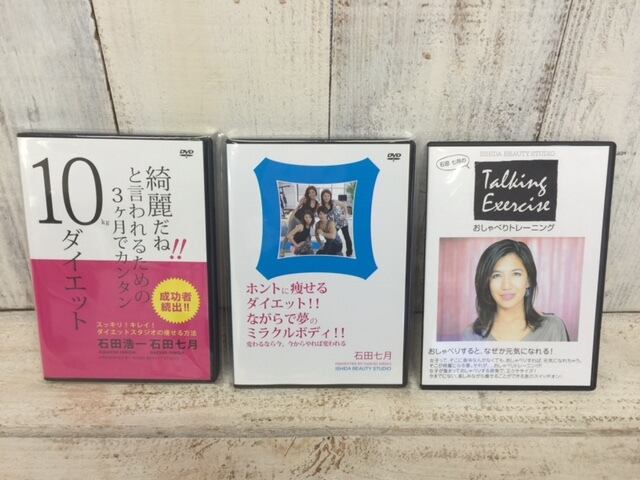 DVD
綺麗だね!!
と言われるための
3ヶ月でカンタン
10kg
ダイエット
成功者
続出!!
スッキリ!キレイ!
ダイエットスタジオの痩せる方法
石田浩一 石田七月
DVD
ホントに痩せる
ダイエット!!
ながらで夢の
ミラクルボディ!!
変わるなら今、今からやれば変われる
石田七月
ISHIDA BEAUTY STUDIO
ISHIDA BEAUTY STUDIO
石田 七月の
Talking
Exercise
おしゃべりトレーニング
おしゃべりすると、なぜか元気になれる!